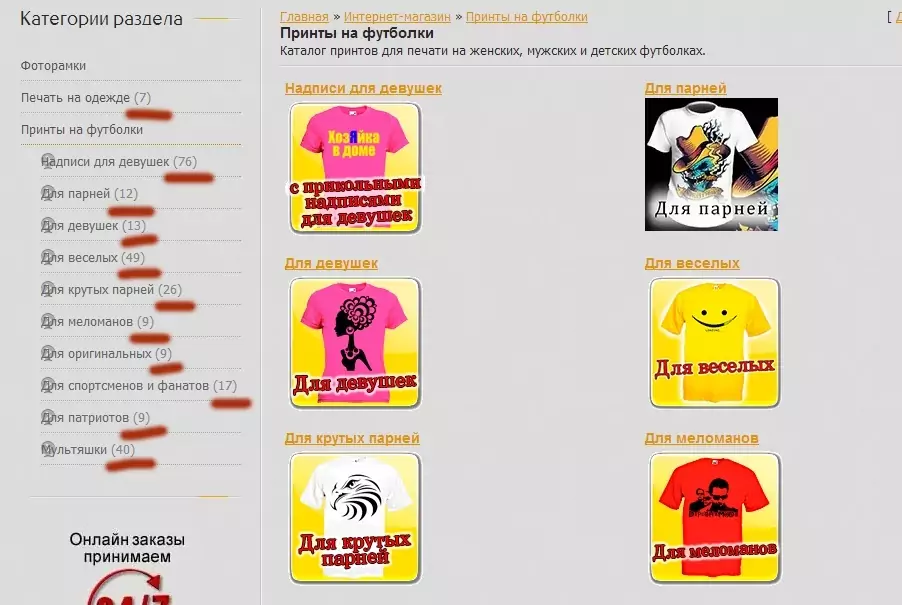 Категории раздела
Фоторамки
Печать на одежде (7)
Принты на футболки
Надписи для девушек (76)
Для парней (12)
Для девушек (13)
Для веселых (49)
Для крутых парней (26)
Для меломанов (9)
Для оригинальных (9)
Для спортсменов и фанатов (17)
Для патриотов (9)
Мультяшки (40)
Онлайн заказы
принимаем
24/7
Главная » Интернет-магазин » Принты на футболки
[
Принты на футболки
Каталог принтов для печати на женских, мужских и детских футболках.
Надписи для девушек
ХозЯйка
в доме
с прикольными
надписями
для девушек
Для парней
Для парней
Для девушек
Для девушек
Для веселых
Для веселых
Для крутых парней
Для крутых
парней
Для меломанов
Для меломанов